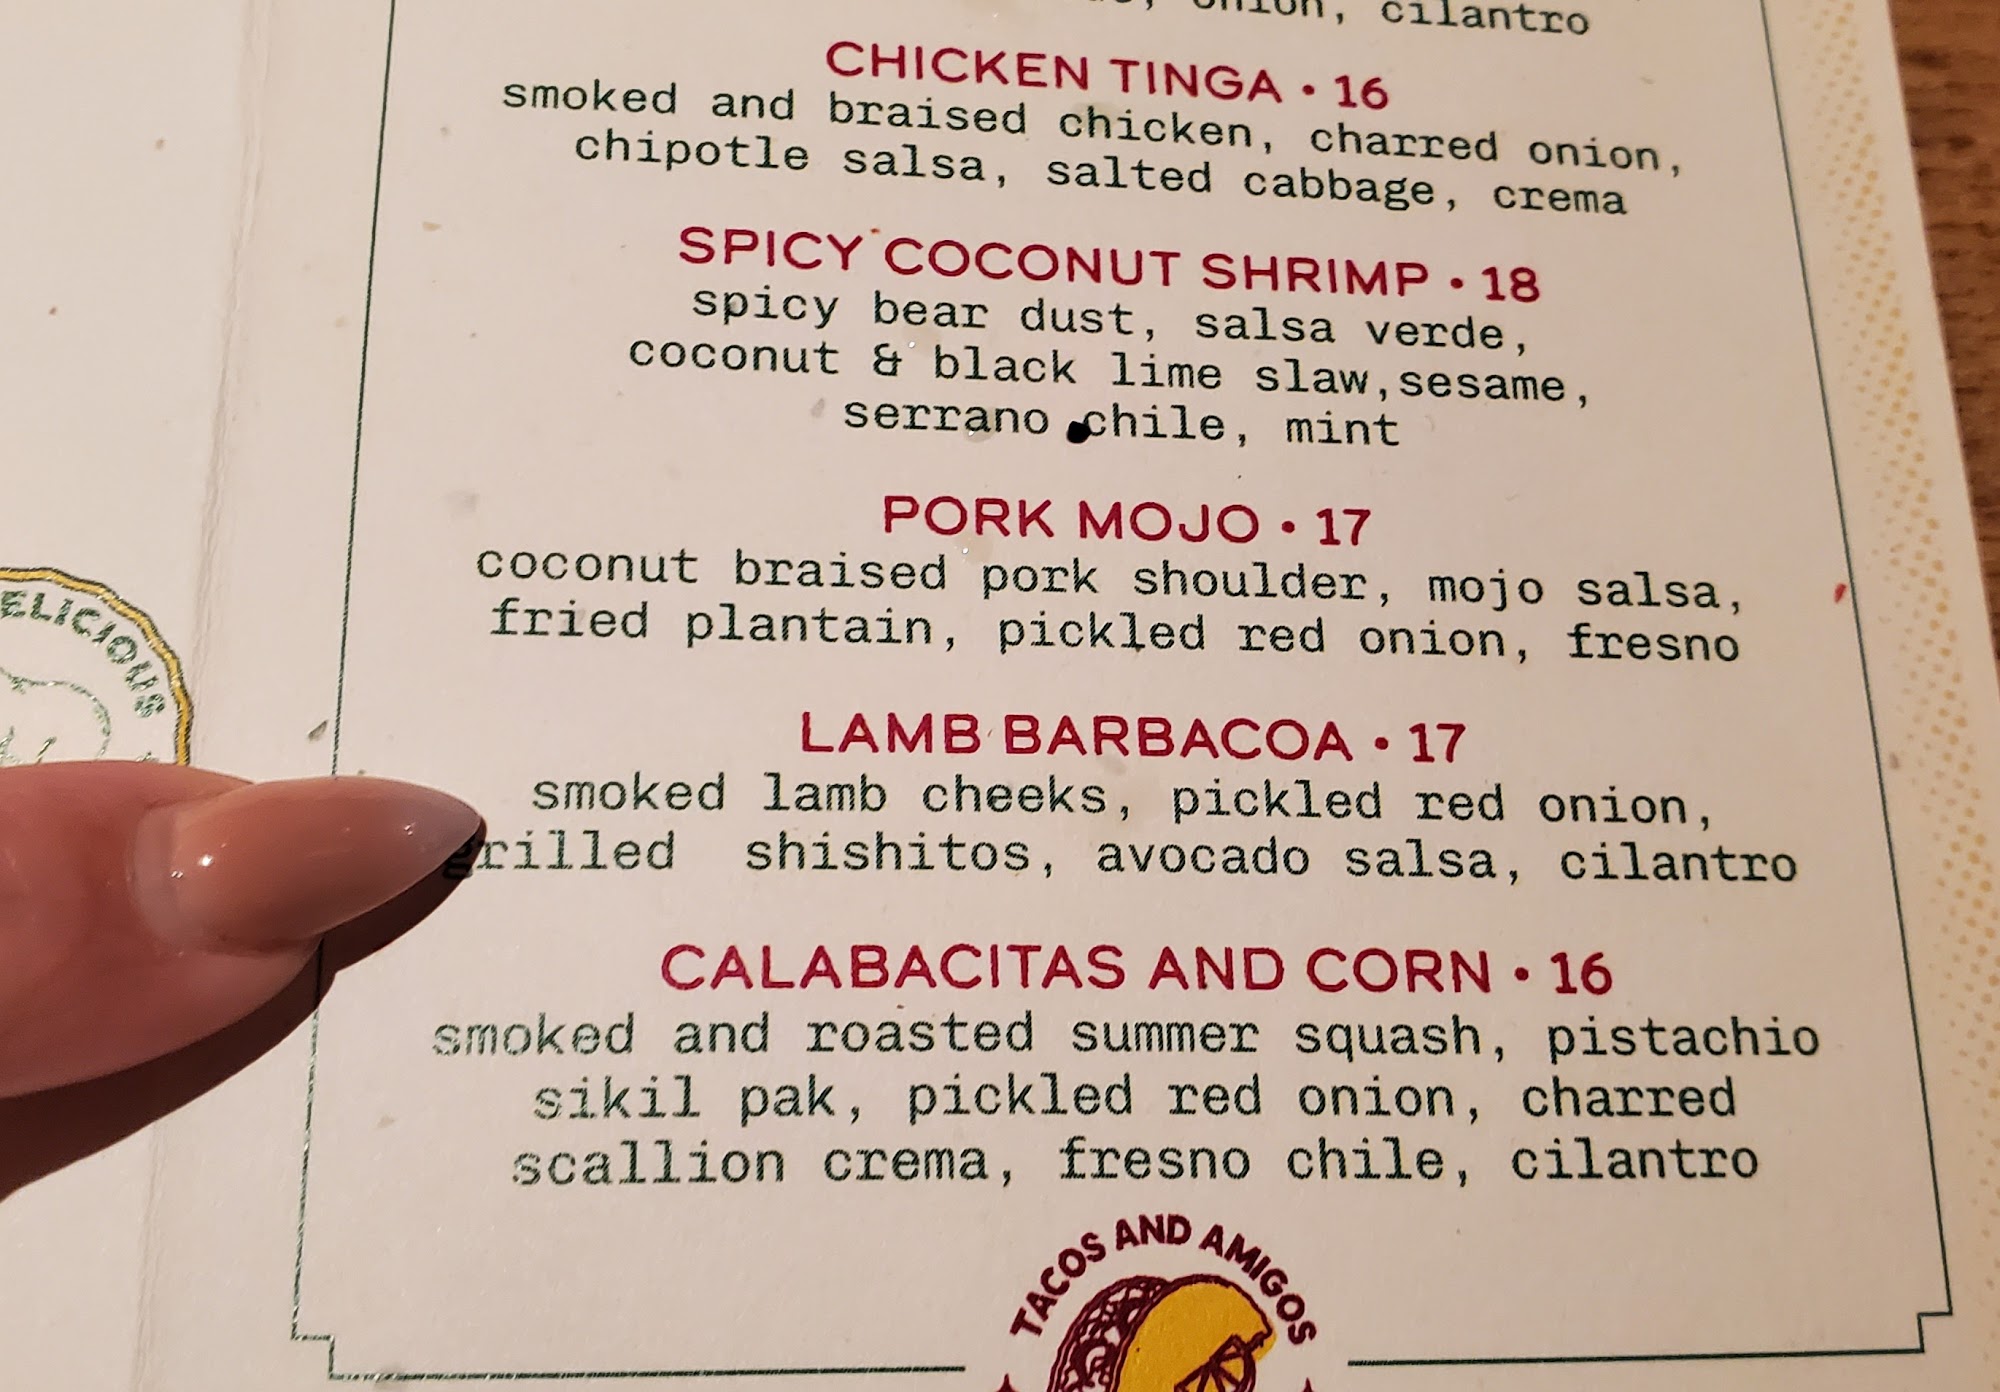 onion, cilantro
CHICKEN TINGA • 16
smoked and braised chicken, charred onion,
chipotle salsa, salted cabbage, crema
SPICY COCONUT SHRIMP • 18
spicy bear dust, salsa verde,
coconut & black lime slaw,sesame,
serrano chile, mint
PORK MOJO • 17
coconut braised pork shoulder, mojo salsa,
fried plantain, pickled red onion, fresno
LAMB BARBACOA • 17
smoked lamb cheeks, pickled red onion,
grilled shishitos, avocado salsa, cilantro
CALABACITAS AND CORN • 16
smoked and roasted summer squash, pistachio
sikil pak, pickled red onion, charred
scallion crema, fresno chile, cilantro
TACOS AND AMIGOS
ELICIOUS